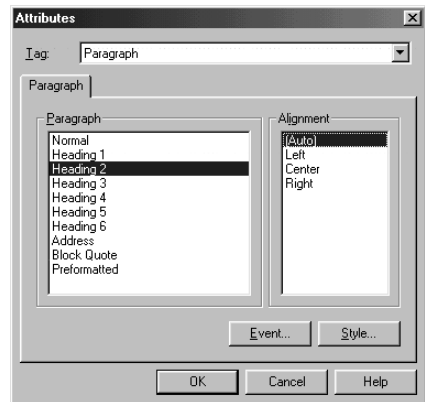 Attributes
Tag: Paragraph
Paragraph
Paragraph Alignment
Normal
Heading 1
Heading 2
Heading 3
Heading 4
Heading 5
Heading 6
Address
Block Quote
Preformatted
(Auto)
Left
Center
Right
Event... Style...
OK Cancel Help